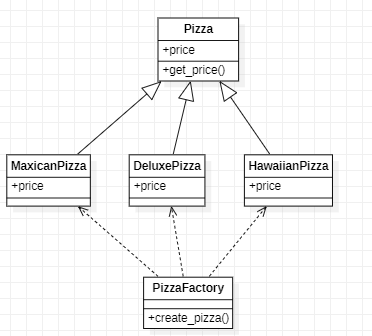 Pizza
+price
+get_price()
MaxicanPizza
+price
DeluxePizza
+price
HawaiianPizza
+price
PizzaFactory
+create_pizza()